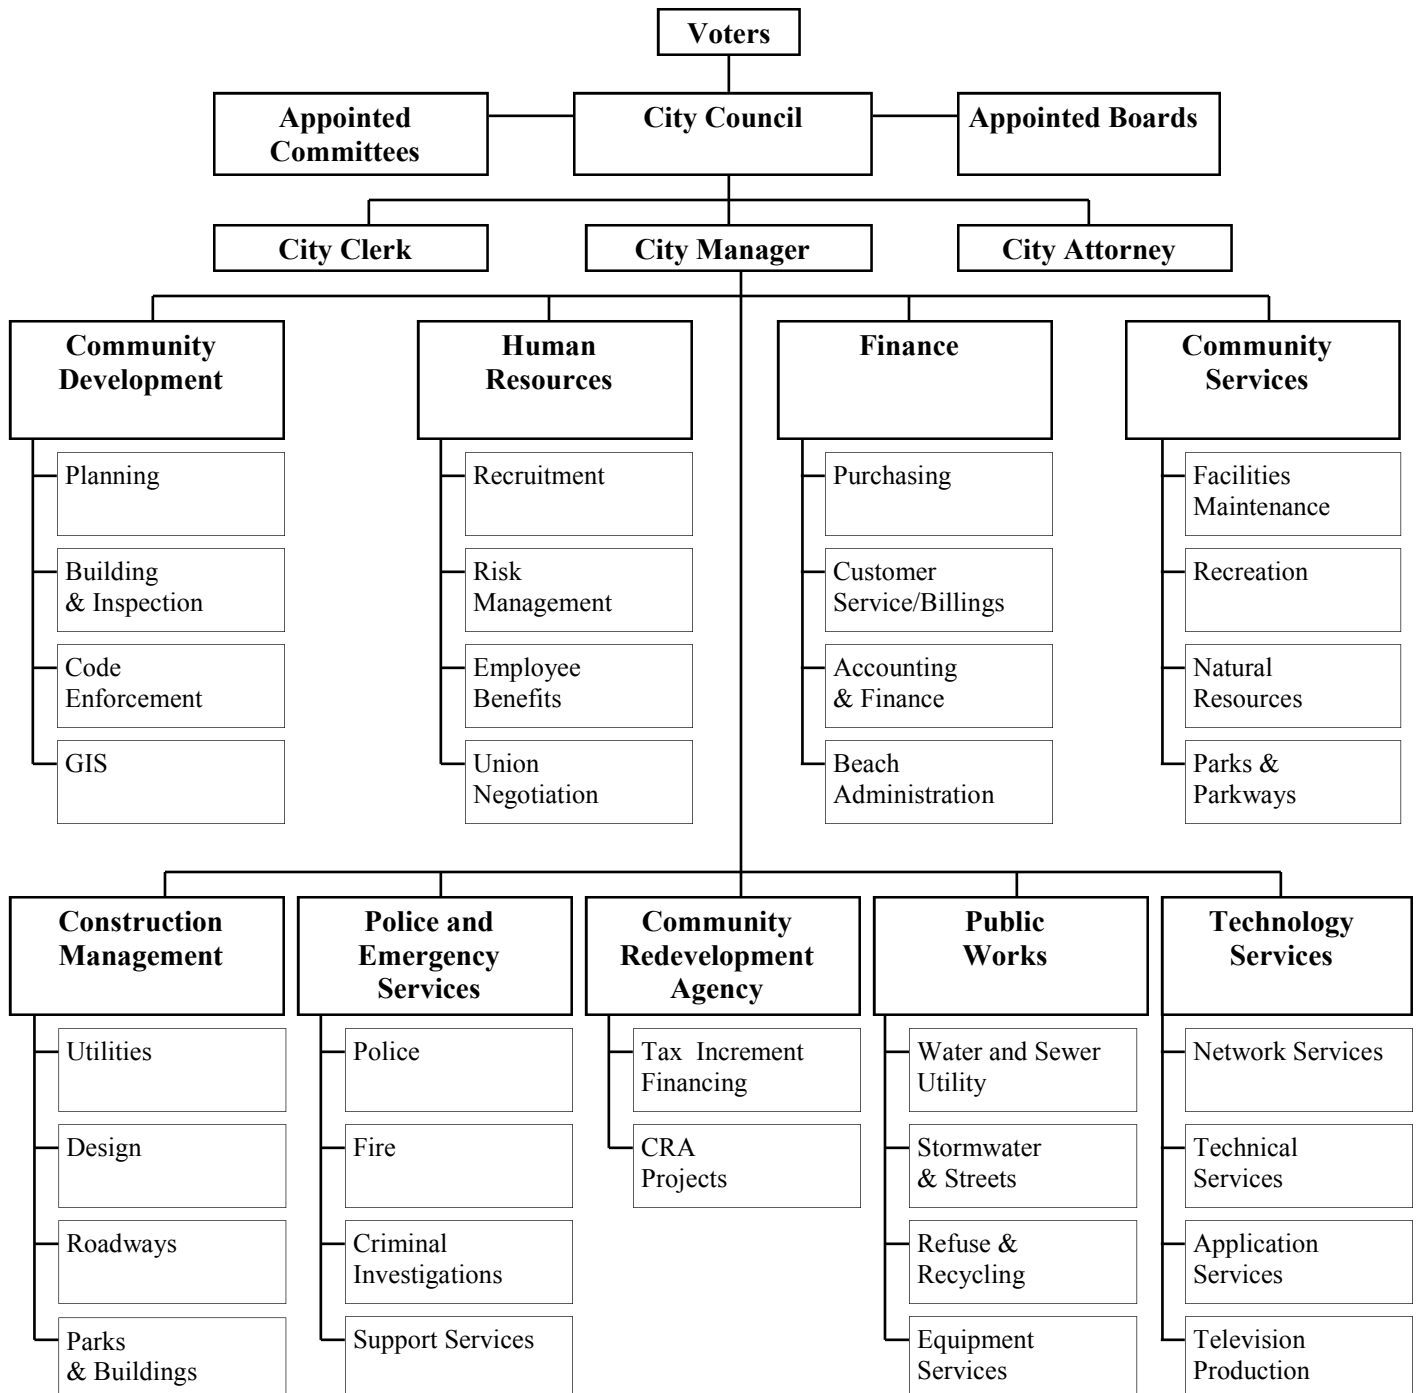 Voters
Appointed
Committees
City Council
Appointed Boards
City Clerk
City Manager
City Attorney
Community
Development
Human
Resources
Finance
Community
Services
Planning
Building
& Inspection
Code
Enforcement
GIS
Recruitment
Risk
Management
Employee
Benefits
Union
Negotiation
Purchasing
Customer
Service/Billings
Accounting
& Finance
Beach
Administration
Facilities
Maintenance
Recreation
Natural
Resources
Parks &
Parkways
Construction
Management
Police and
Emergency
Services
Community
Redevelopment
Agency
Public
Works
Technology
Services
Utilities
Design
Roadways
Parks
& Buildings
Police
Fire
Criminal
Investigations
Support Services
Tax Increment
Financing
CRA
Projects
Water and Sewer
Utility
Stormwater
& Streets
Refuse &
Recycling
Equipment
Services
Network Services
Technical
Services
Application
Services
Television
Production